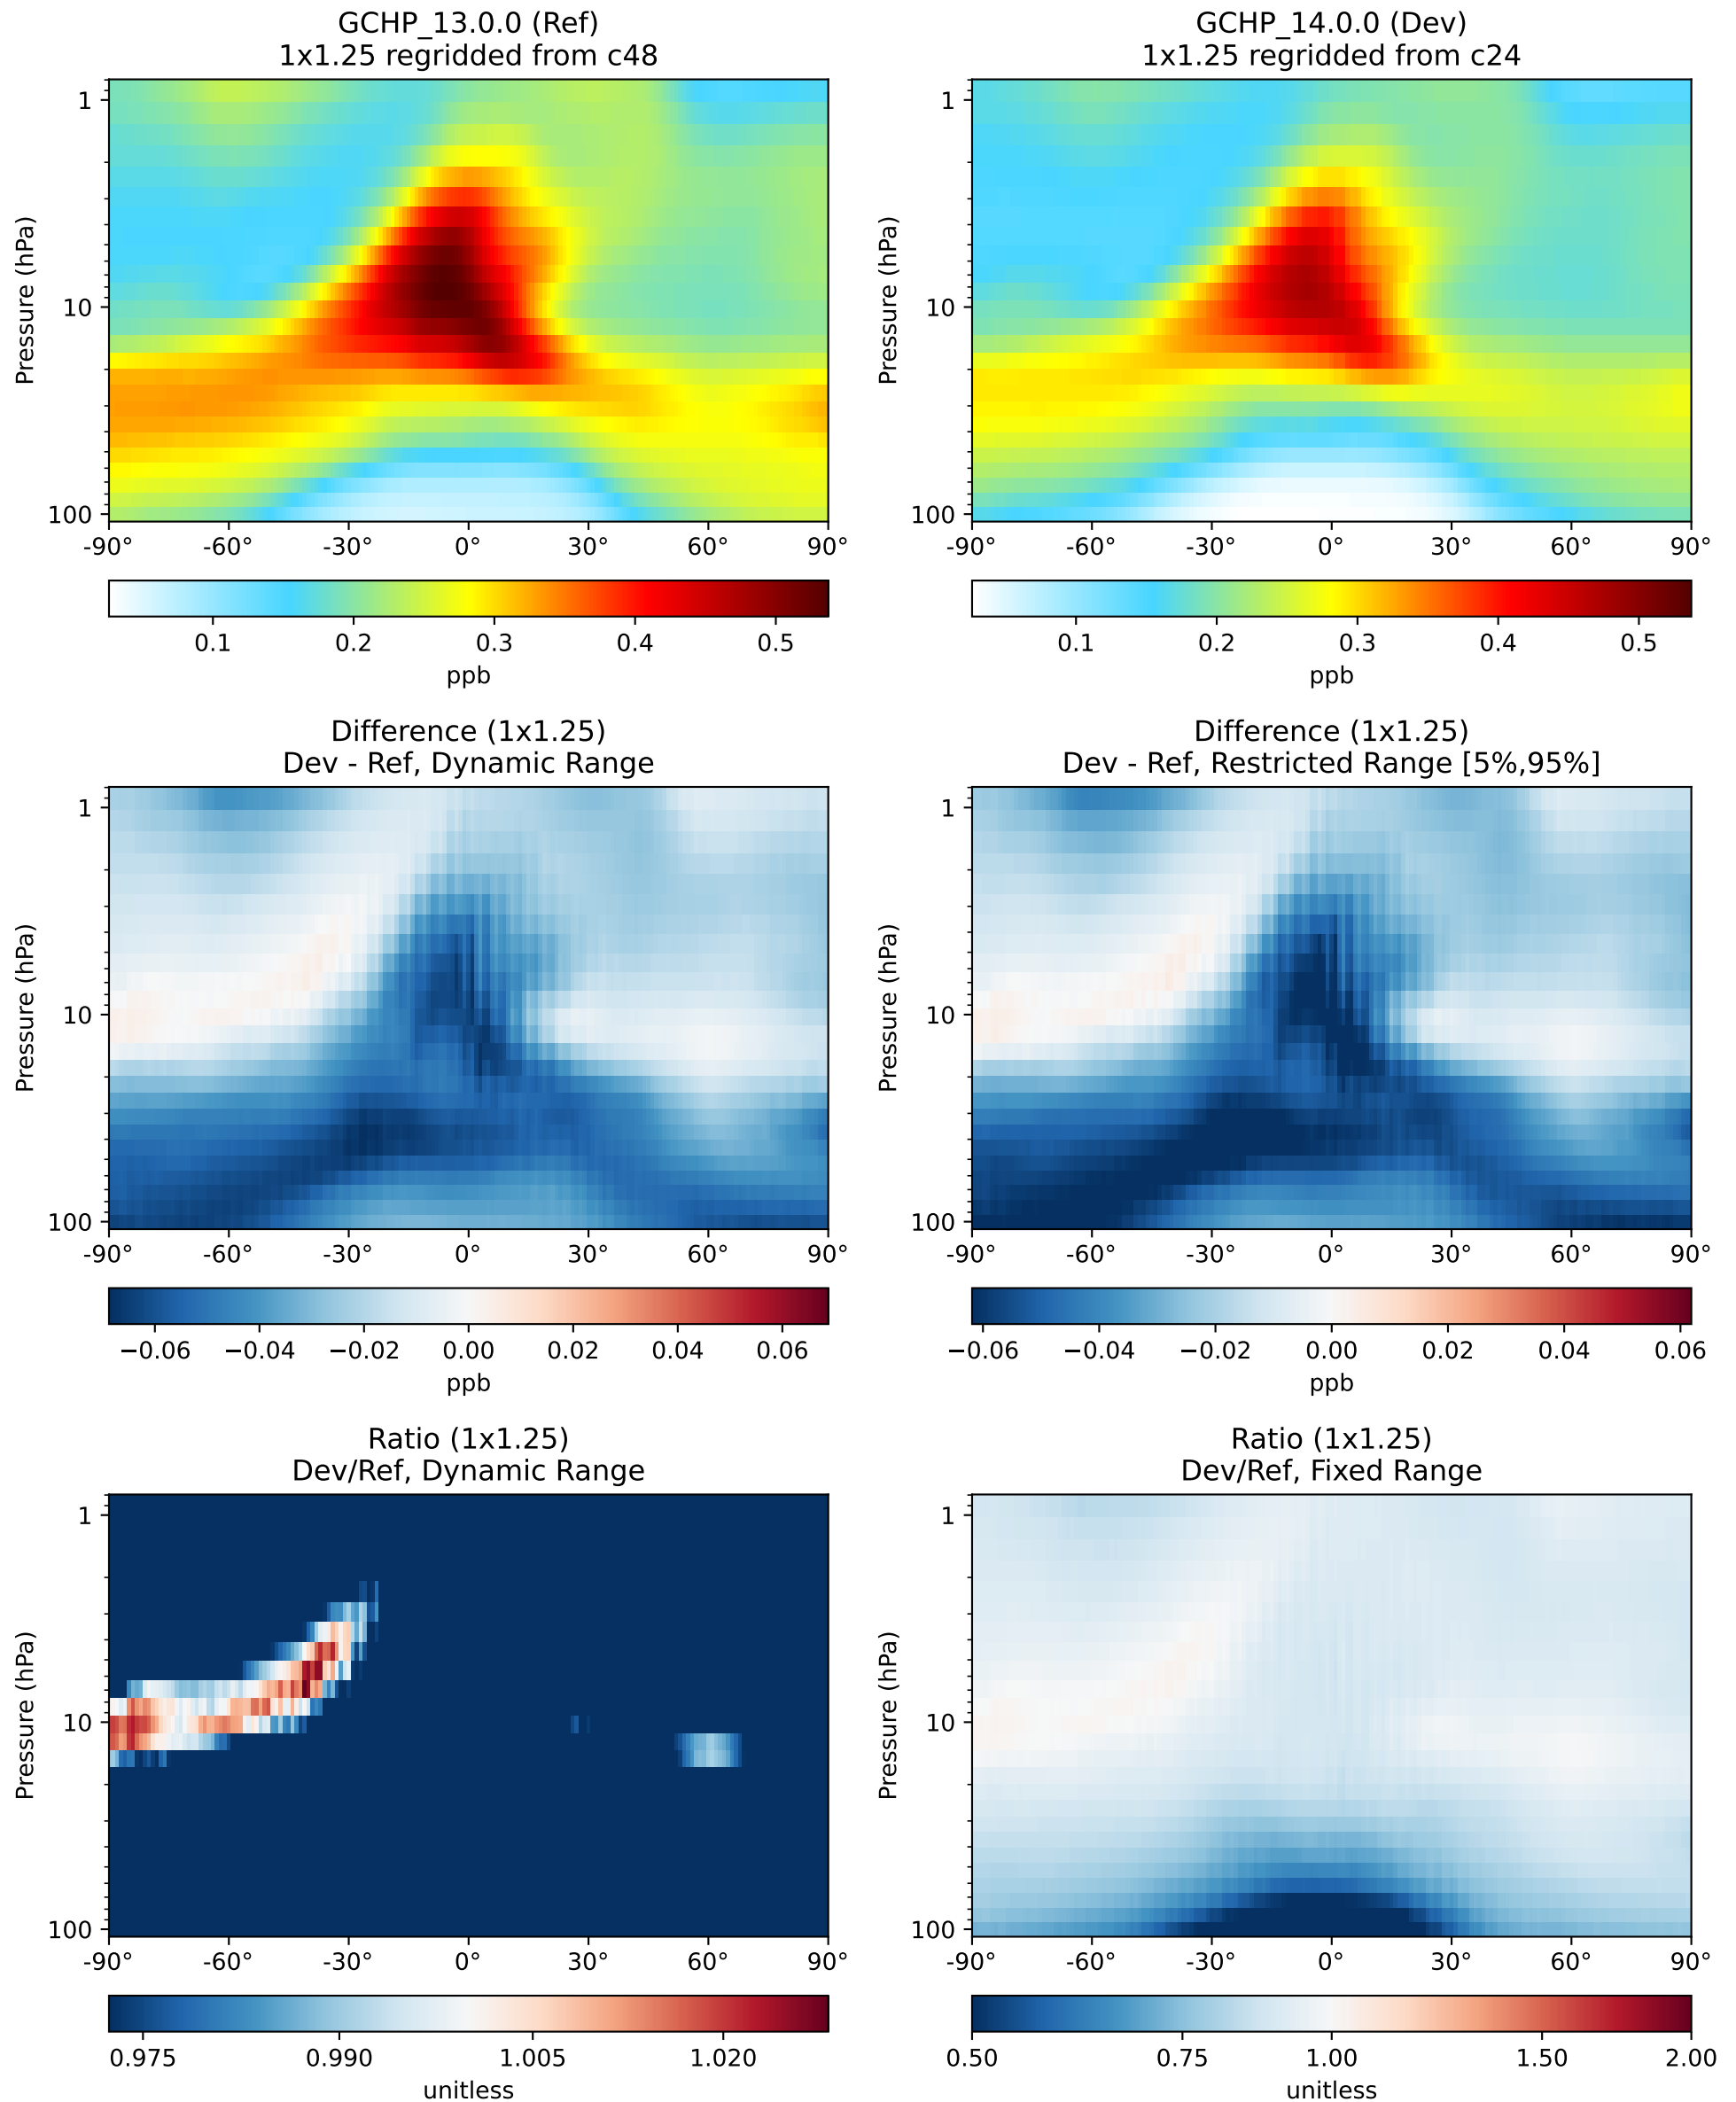 GCHP_13.0.0 (Ref)
1x1.25 regridded from c48
Pressure (hPa)
1
10
100
-90° -60° -30° 0° 30° 60° 90°
0.1 0.2 0.3 0.4 0.5
ppb
GCHP_14.0.0 (Dev)
1x1.25 regridded from c24
Pressure (hPa)
1
10
100
-90° -60° -30° 0° 30° 60° 90°
0.1 0.2 0.3 0.4 0.5
ppb
Difference (1x1.25)
Dev - Ref, Dynamic Range
Pressure (hPa)
1
10
100
-90° -60° -30° 0° 30° 60° 90°
−0.06 −0.04 −0.02 0.00 0.02 0.04 0.06
ppb
Difference (1x1.25)
Dev - Ref, Restricted Range [5%,95%]
Pressure (hPa)
1
10
100
-90° -60° -30° 0° 30° 60° 90°
−0.06 −0.04 −0.02 0.00 0.02 0.04 0.06
ppb
Ratio (1x1.25)
Dev/Ref, Dynamic Range
Pressure (hPa)
1
10
100
-90° -60° -30° 0° 30° 60° 90°
0.975 0.990 1.005 1.020
unitless
Ratio (1x1.25)
Dev/Ref, Fixed Range
Pressure (hPa)
1
10
100
-90° -60° -30° 0° 30° 60° 90°
0.50 0.75 1.00 1.50 2.00
unitless